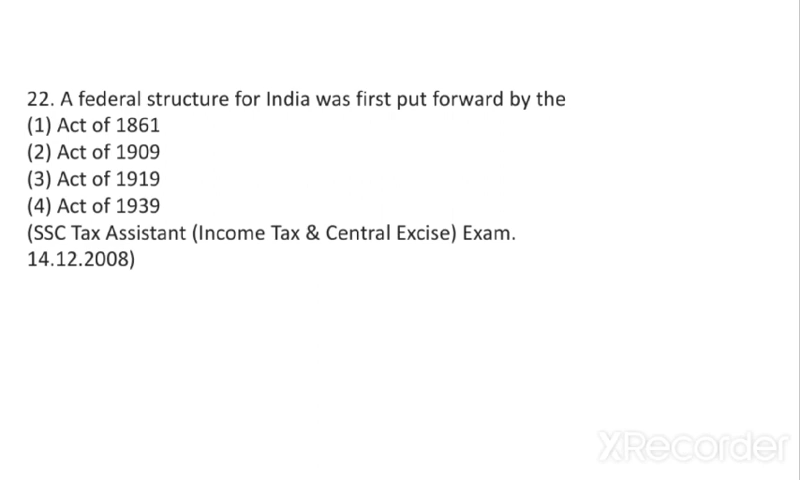 22. A federal structure for India was first put forward by the
(1) Act of 1861
(2) Act of 1909
(3) Act of 1919
(4) Act of 1939
(SSC Tax Assistant (Income Tax & Central Excise) Exam.
14.12.2008)
XRecorder